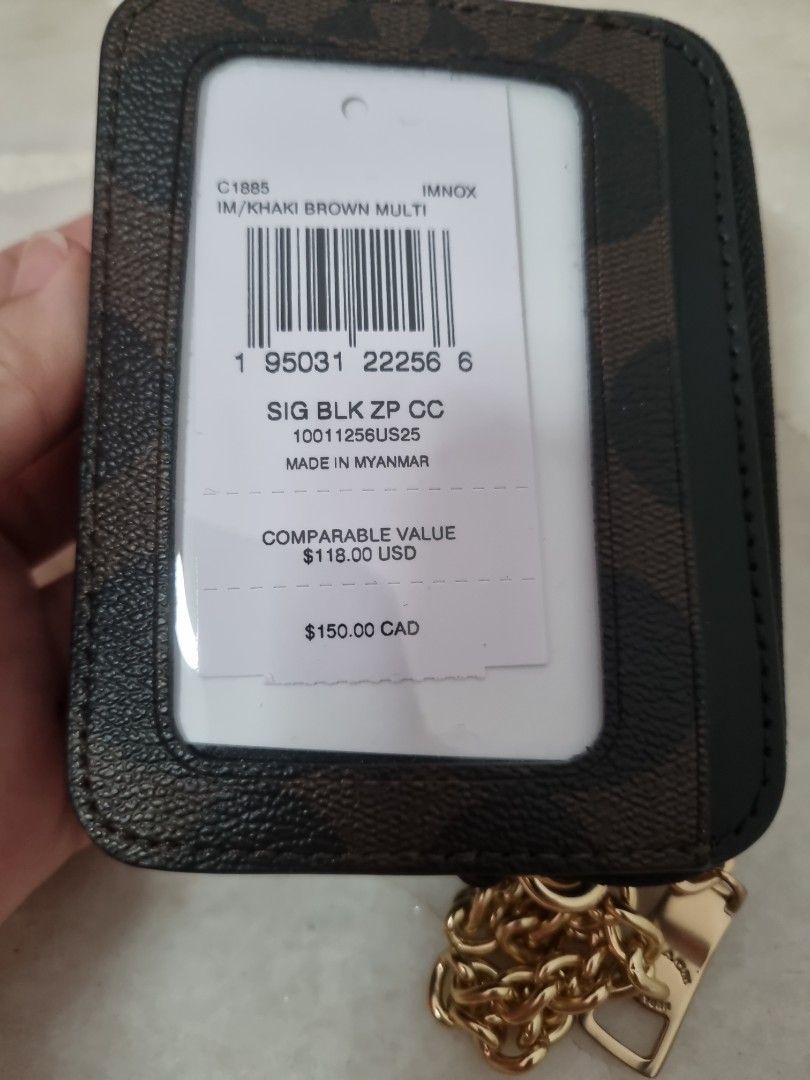 C1885 IMNOX
IM/KHAKI BROWN MULTI
1 95031 22256 6
SIG BLK ZP CC
10011256US25
MADE IN MYANMAR
COMPARABLE VALUE
$118.00 USD
$150.00 CAD